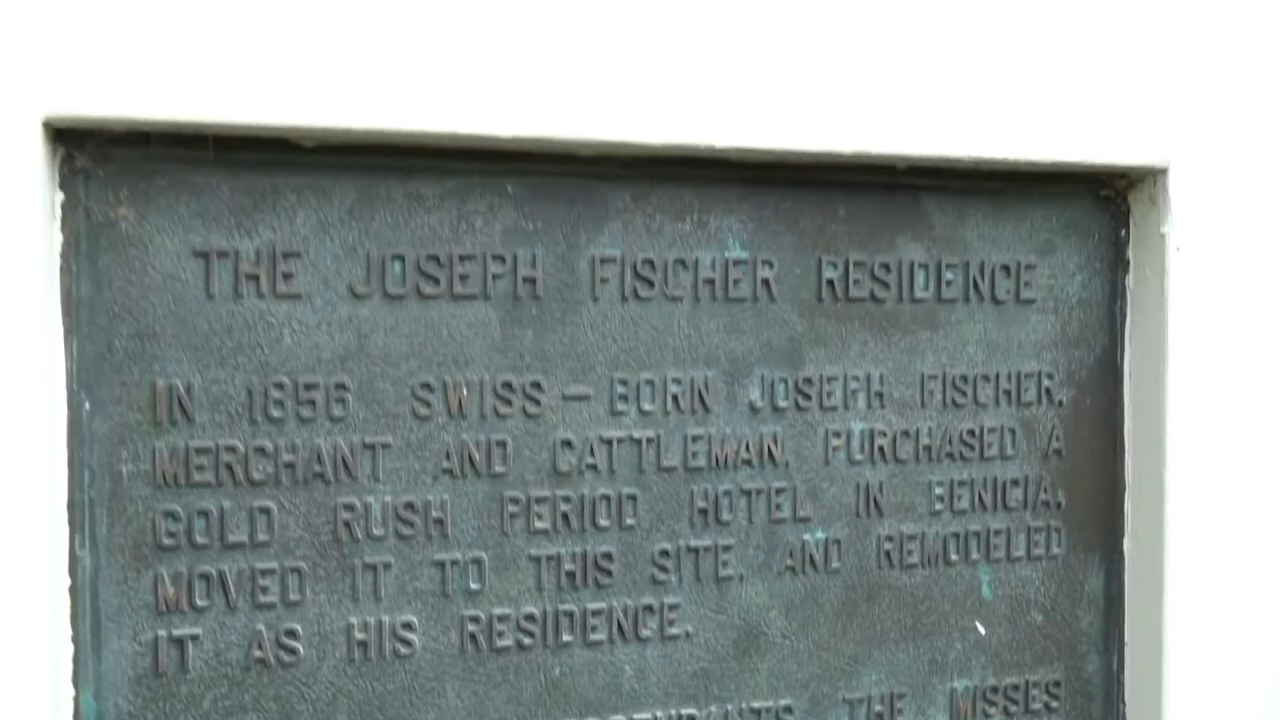 THE JOSEPH FISCHER RESIDENCE
IN 1856 SWISS-BORN JOSEPH FISCHER,
MERCHANT AND CATTLEMAN, PURCHASED A
GOLD RUSH PERIOD HOTEL IN BENICIA,
MOVED IT TO THIS SITE, AND REMODELED
IT AS HIS RESIDENCE.
THE MISSES